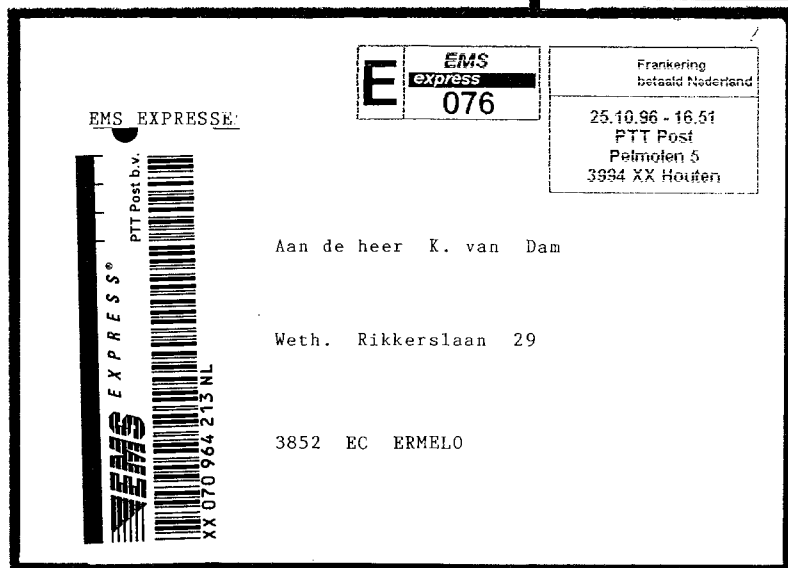 E
EMS
express
076
Frankering
betaald Nederland
25.10.96 - 16.51
PTT Post
Pelmolen 5
3994 XX Houten
EMS EXPRESSE
PTT Post b.v.
EMS EXPRESS®
XX 070 964 213 NL
Aan de heer K. van Dam
Weth. Rikkerslaan 29
3852 EC ERMELO